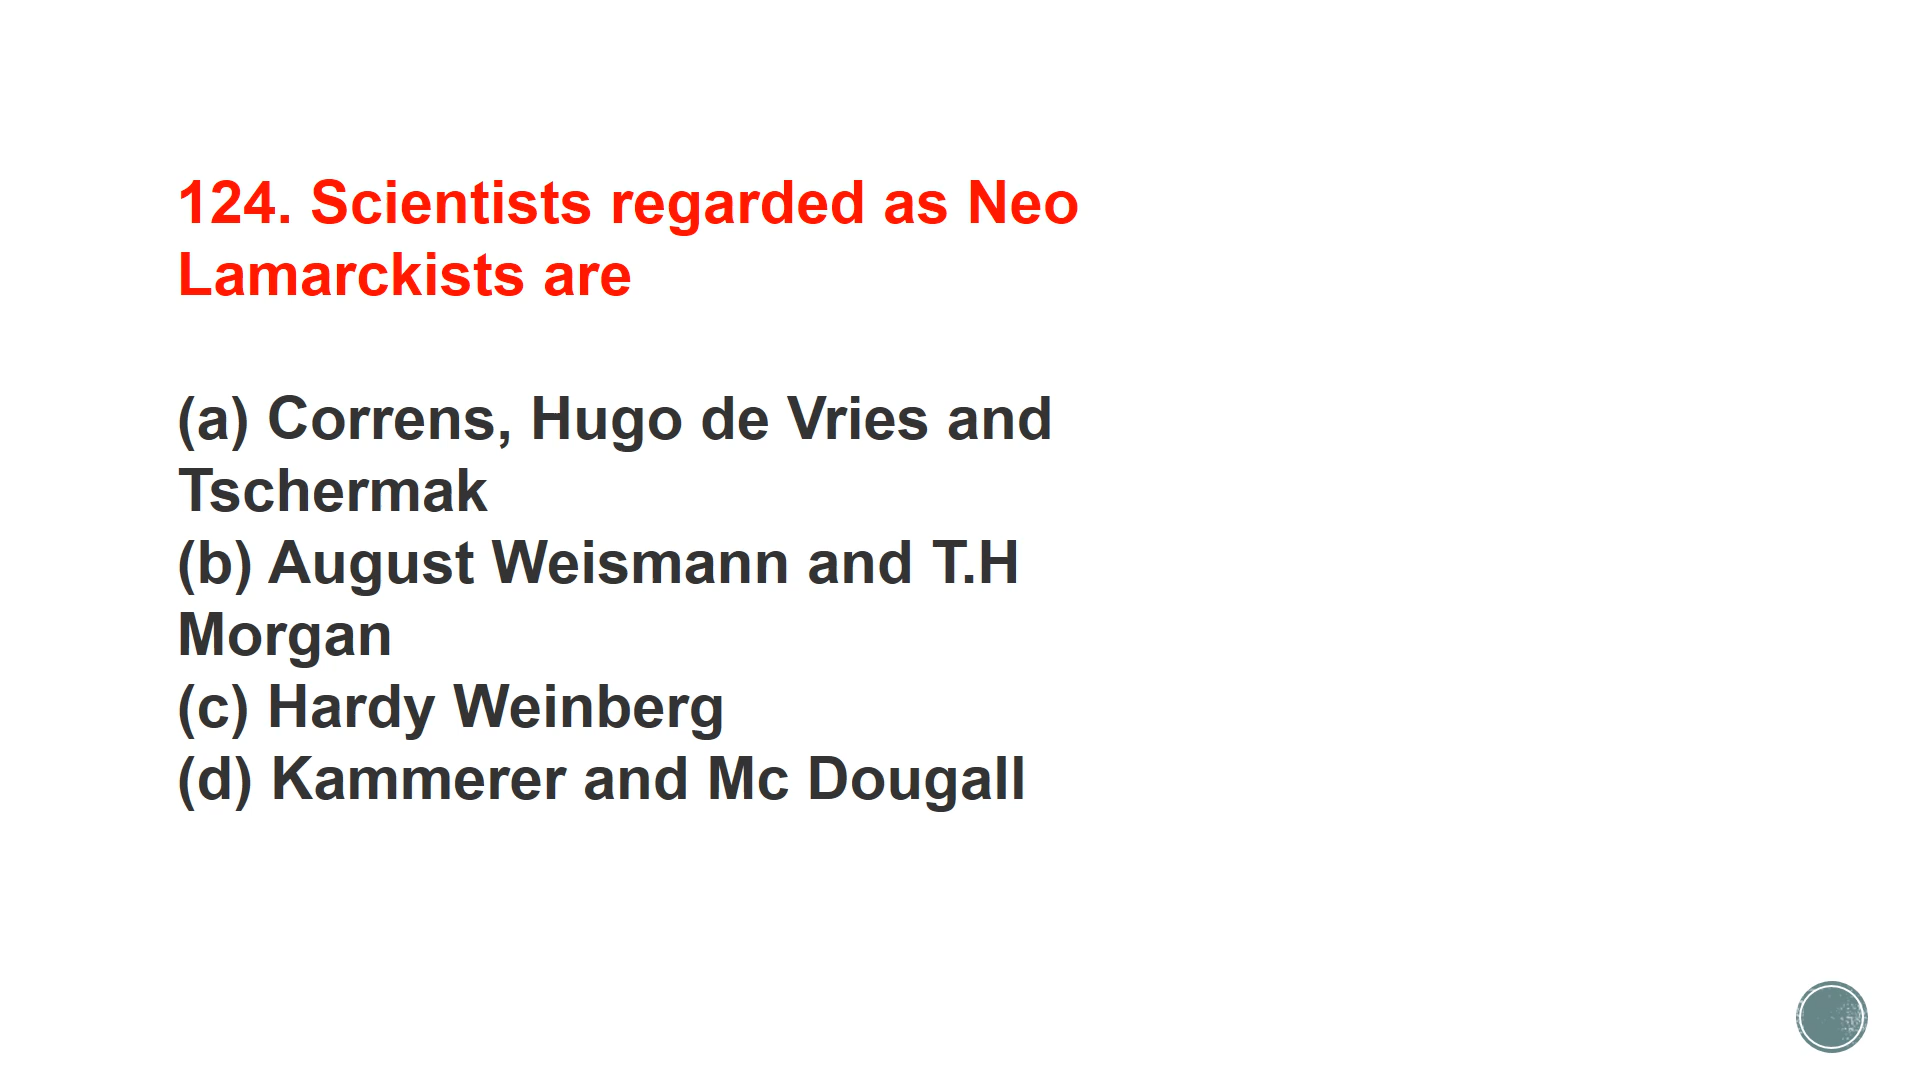 124. Scientists regarded as Neo
Lamarckists are
(a) Correns, Hugo de Vries and
Tschermak
(b) August Weismann and T.H
Morgan
(c) Hardy Weinberg
(d) Kammerer and Mc Dougall